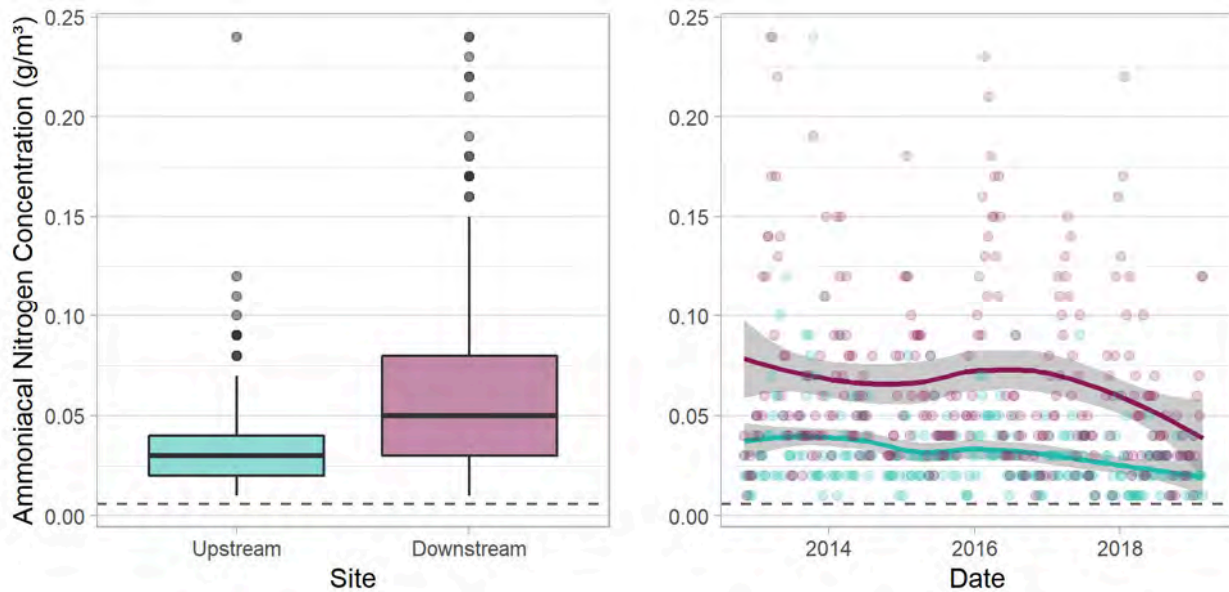 Ammoniacal Nitrogen Concentration (g/m³)
0.25
0.20
0.15
0.10
0.05
0.00
Upstream Downstream
Site
0.25
0.20
0.15
0.10
0.05
0.00
2014 2016 2018
Date